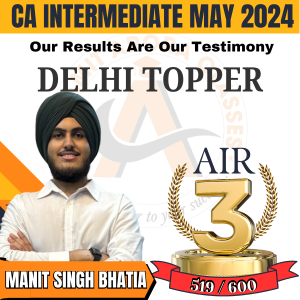 CA INTERMEDIATE MAY 2024
Our Results Are Our Testimony
DELHI TOPPER
AIR
3
519 / 600
MANIT SINGH BHATIA